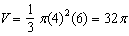 V = 1/3 π(4)²(6) = 32π